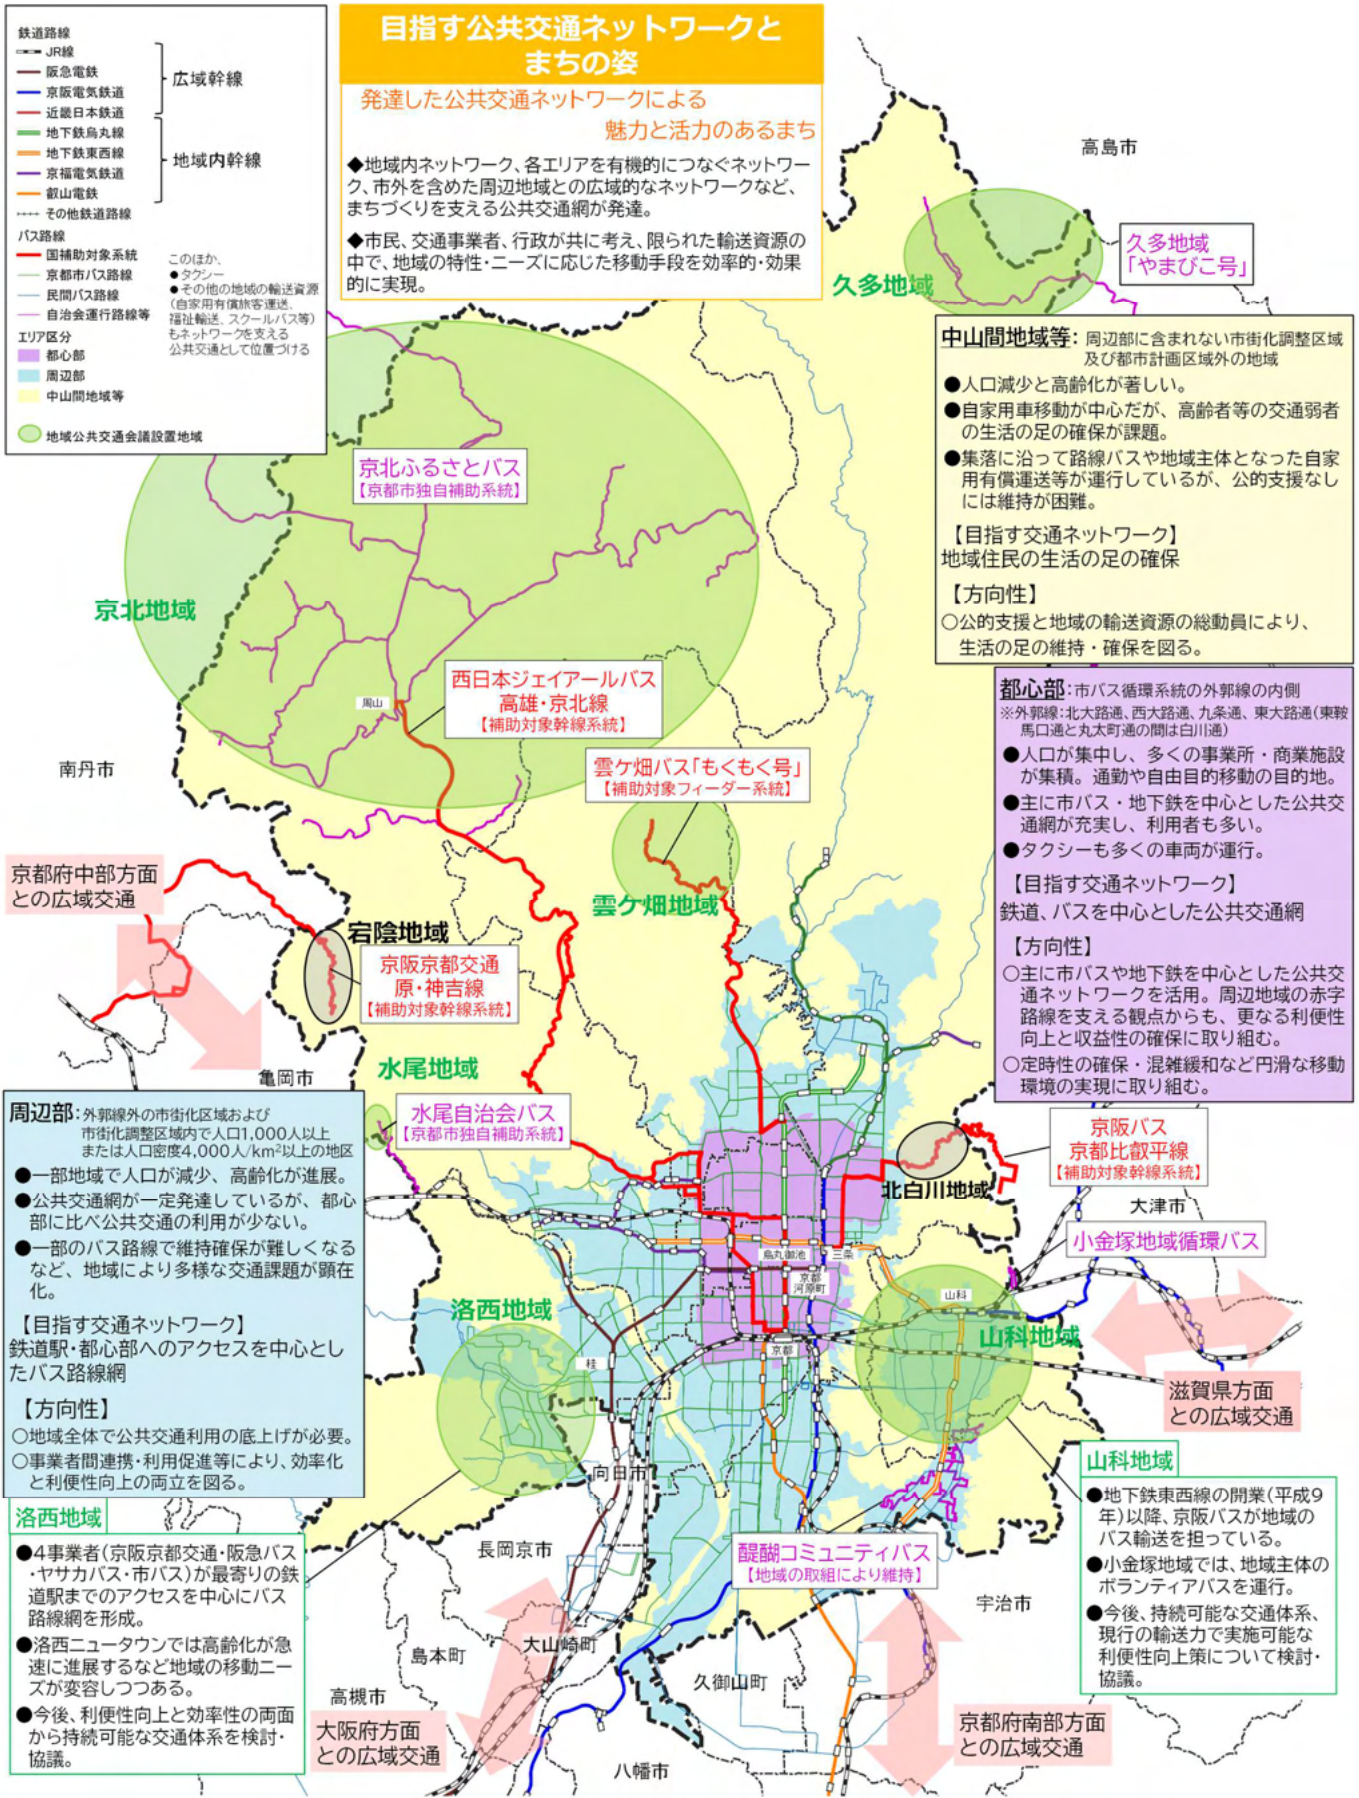 鉄道路線
JR線
阪急電鉄
京阪電気鉄道
近畿日本鉄道
地下鉄烏丸線
地下鉄東西線
京福電気鉄道
叡山電鉄
その他鉄道路線
広域幹線
地域内幹線
バス路線
国補助対象系統
京都市バス路線
民間バス路線
自治会運行路線等
このほか、
●タクシー
●その他の地域の輸送資源
（自家用有償旅客運送、
福祉輸送、スクールバス等）
もネットワークを支える
公共交通として位置づける
エリア区分
都心部
周辺部
中山間地域等
地域公共交通会議設置地域
目指す公共交通ネットワークと
まちの姿
発達した公共交通ネットワークによる
魅力と活力のあるまち
◆地域内ネットワーク、各エリアを有機的につなぐネットワー
ク、市外を含めた周辺地域との広域的なネットワークなど、
まちづくりを支える公共交通網が発達。
◆市民、交通事業者、行政が共に考え、限られた輸送資源の
中で、地域の特性・ニーズに応じた移動手段を効率的・効果
的に実現。
高島市
久多地域
久多地域
「やまびこ号」
中山間地域等：周辺部に含まれない市街化調整区域
及び都市計画区域外の地域
●人口減少と高齢化が著しい。
●自家用車移動が中心だが、高齢者等の交通弱者
の生活の足の確保が課題。
●集落に沿って路線バスや地域主体となった自家
用有償運送等が運行しているが、公的支援なし
には維持が困難。
【目指す交通ネットワーク】
地域住民の生活の足の確保
【方向性】
○公的支援と地域の輸送資源の総動員により、
生活の足の維持・確保を図る。
京北ふるさとバス
【京都市独自補助系統】
京北地域
周山
西日本ジェイアールバス
高雄・京北線
【補助対象幹線系統】
雲ケ畑バス「もくもく号」
【補助対象フィーダー系統】
雲ケ畑地域
南丹市
都心部：市バス循環系統の外郭線の内側
※外郭線：北大路通、西大路通、九条通、東大路通（東鞍
馬口通と丸太町通の間は白川通）
●人口が集中し、多くの事業所・商業施設
が集積。通勤や自由目的移動の目的地。
●主に市バス・地下鉄を中心とした公共交
通網が充実し、利用者も多い。
●タクシーも多くの車両が運行。
【目指す交通ネットワーク】
鉄道、バスを中心とした公共交通網
【方向性】
○主に市バスや地下鉄を中心とした公共交
通ネットワークを活用。周辺地域の赤字
路線を支える観点からも、更なる利便性
向上と収益性の確保に取り組む。
○定時性の確保・混雑緩和など円滑な移動
環境の実現に取り組む。
京都府中部方面
との広域交通
宕陰地域
京阪京都交通
原・神吉線
【補助対象幹線系統】
亀岡市
水尾地域
水尾自治会バス
【京都市独自補助系統】
周辺部：外郭線外の市街化区域および
市街化調整区域内で人口1,000人以上
または人口密度4,000人/km²以上の地区
●一部地域で人口が減少、高齢化が進展。
●公共交通網が一定発達しているが、都心
部に比べ公共交通の利用が少ない。
●一部のバス路線で維持確保が難しくなる
など、地域により多様な交通課題が顕在
化。
【目指す交通ネットワーク】
鉄道駅・都心部へのアクセスを中心とし
たバス路線網
【方向性】
○地域全体で公共交通利用の底上げが必要。
○事業者間連携・利用促進等により、効率化
と利便性向上の両立を図る。
京阪バス
京都比叡平線
【補助対象幹線系統】
北白川地域
大津市
小金塚地域循環バス
烏丸御池
三条
京都
河原町
山科
京都
桂
洛西地域
山科地域
滋賀県方面
との広域交通
向日市
長岡京市
洛西地域
●4事業者（京阪京都交通・阪急バス
・ヤサカバス・市バス）が最寄りの鉄
道駅までのアクセスを中心にバス
路線網を形成。
●洛西ニュータウンでは高齢化が急
速に進展するなど地域の移動ニー
ズが変容しつつある。
●今後、利便性向上と効率性の両面
から持続可能な交通体系を検討・
協議。
醍醐コミュニティバス
【地域の取組により維持】
山科地域
●地下鉄東西線の開業（平成9
年）以降、京阪バスが地域の
バス輸送を担っている。
●小金塚地域では、地域主体の
ボランティアバスを運行。
●今後、持続可能な交通体系、
現行の輸送力で実施可能な
利便性向上策について検討・
協議。
宇治市
大山崎町
島本町
高槻市
久御山町
大阪府方面
との広域交通
八幡市
京都府南部方面
との広域交通